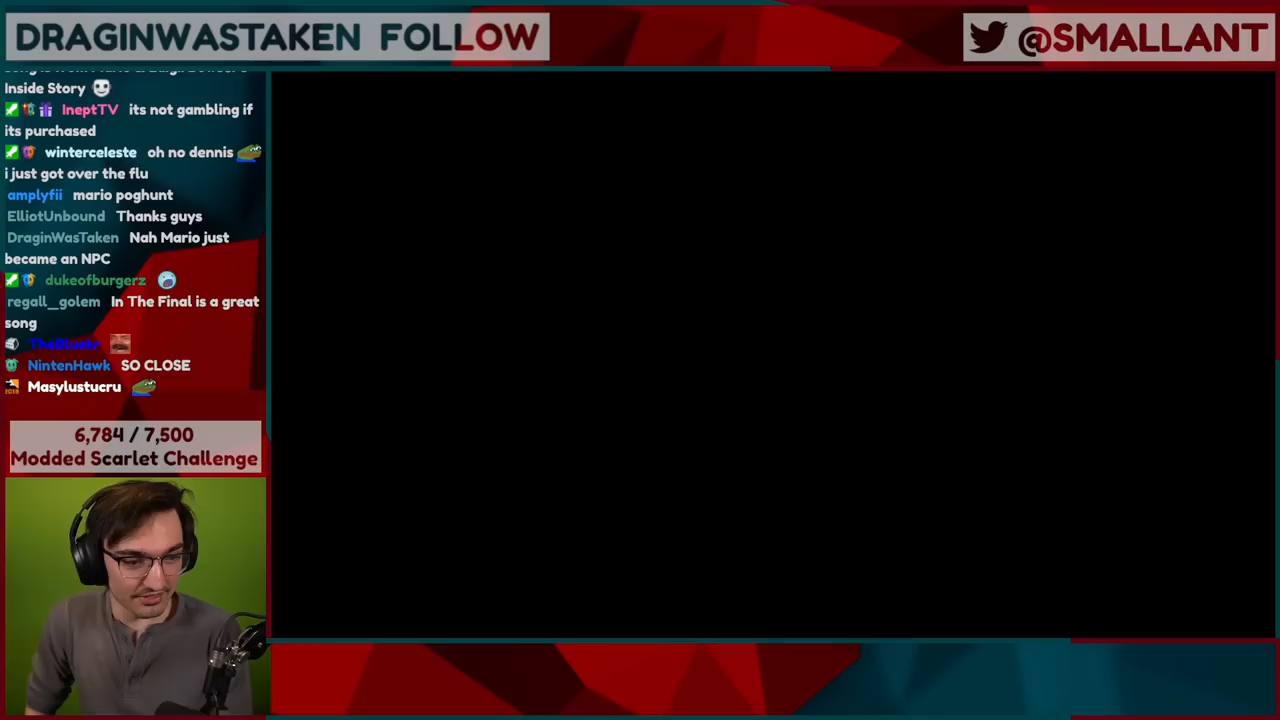 DRAGINWASTAKEN FOLLOW
@SMALLANT
Inside Story
IneptTV its not gambling if
its purchased
winterceleste oh no dennis
i just got over the flu
amplyfii mario poghunt
ElliotUnbound Thanks guys
DraginWasTaken Nah Mario just
became an NPC
dukeofburgerz
regall_golem In The Final is a great
song
TheBluekr
NintenHawk SO CLOSE
Masylustucru
6,784 / 7,500
Modded Scarlet Challenge